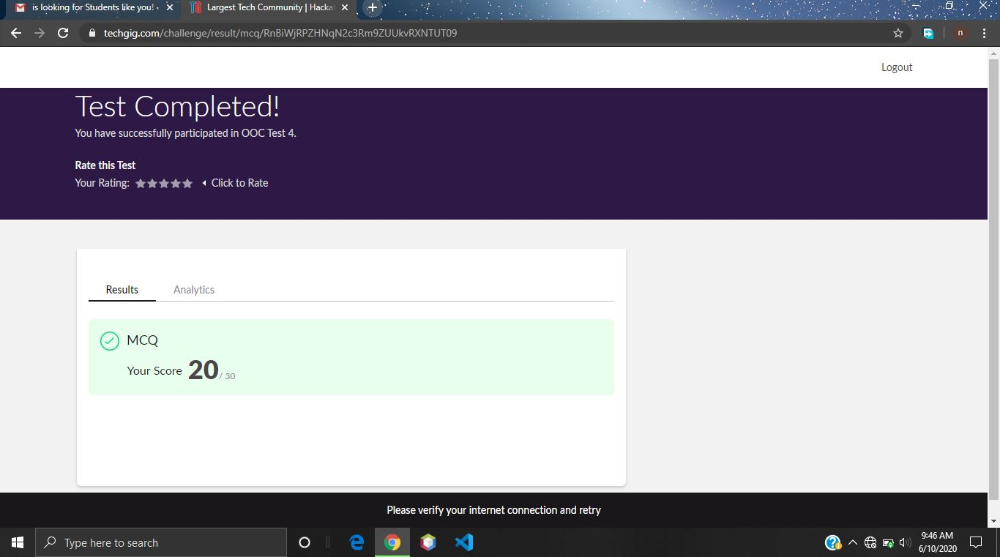 is looking for Students like you! -
Largest Tech Community | Hacka
techgig.com/challenge/result/mcq/RnBiWjRPZHNqN2c3Rm9ZUUkvRXNTUT09
n
Logout
Test Completed!
You have successfully participated in OOC Test 4.
Rate this Test
Your Rating: Click to Rate
Results Analytics
MCQ
Your Score 20 / 30
Please verify your internet connection and retry
Type here to search
9:46 AM
6/10/2020